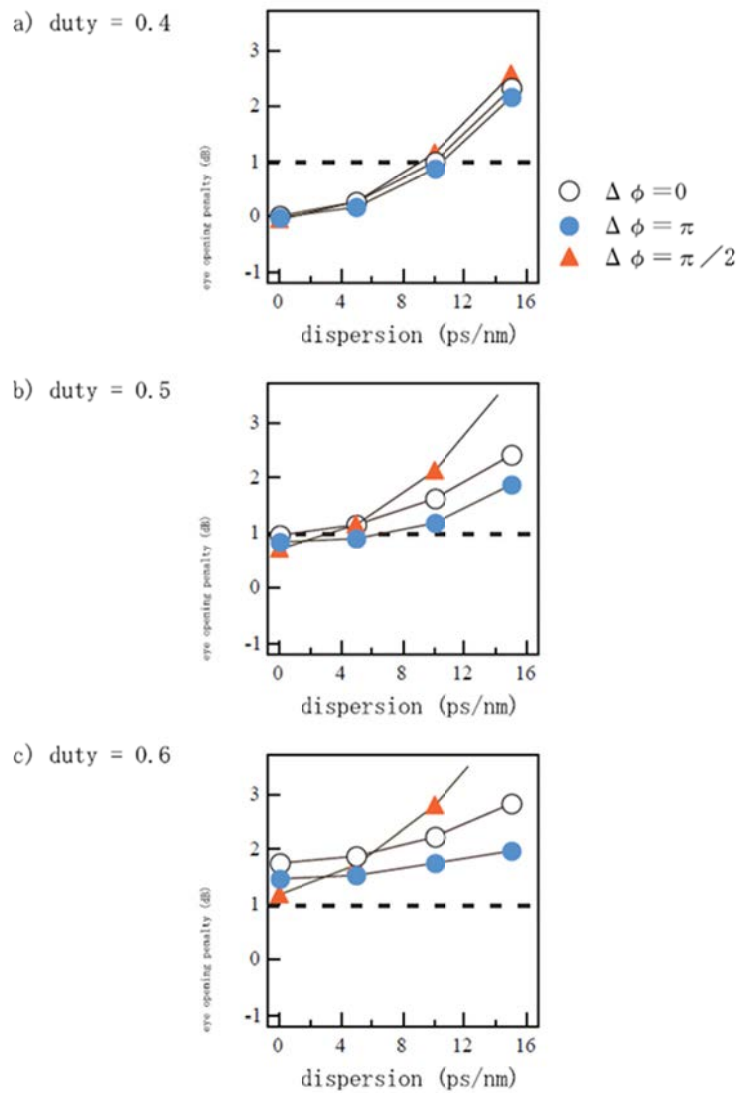 a) duty = 0.4
3
2
1
0
-1
eye opening penalty (dB)
0 4 8 12 16
dispersion (ps/nm)
Δ ϕ = 0
Δ ϕ = π
Δ ϕ = π / 2
b) duty = 0.5
3
2
1
0
-1
eye opening penalty (dB)
0 4 8 12 16
dispersion (ps/nm)
c) duty = 0.6
3
2
1
0
-1
eye opening penalty (dB)
0 4 8 12 16
dispersion (ps/nm)